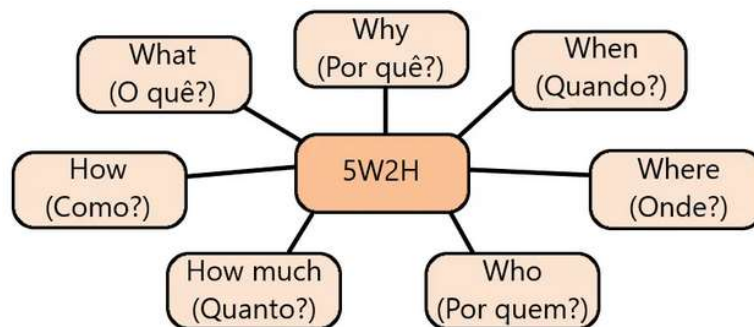 Why
(Por quê?)
What
(O quê?)
When
(Quando?)
How
(Como?)
5W2H
Where
(Onde?)
How much
(Quanto?)
Who
(Por quem?)